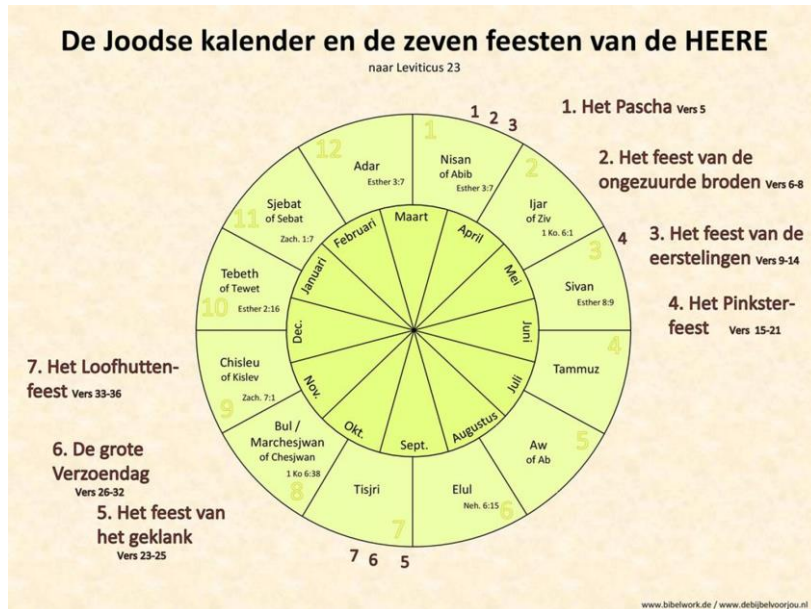 De Joodse kalender en de zeven feesten van de HEERE
naar Leviticus 23
1
2
3
1. Het Pascha Vers 5
2. Het feest van de
ongezuurde broden Vers 6-8
4
3. Het feest van de
eerstelingen Vers 9-14
4. Het Pinkster-
feest Vers 15-21
1
Nisan
of Abib
Esther 3:7
2
Ijar
of Ziv
1 Ko. 6:1
3
Sivan
Esther 8:9
4
Tammuz
5
Aw
of Ab
6
Elul
Neh. 6:15
7
Tisjri
8
Bul /
Marchesjwan
of Chesjwan
1 Ko 6:38
9
Chisleu
of Kislev
Zach. 7:1
10
Tebeth
of Tewet
Esther 2:16
11
Sjebat
of Sebat
Zach. 1:7
12
Adar
Esther 3:7
Maart
April
Mei
Juni
Juli
Augustus
Sept.
Okt.
Nov.
Dec.
Januari
Februari
7. Het Loofhutten-
feest Vers 33-36
6. De grote
Verzoendag
Vers 26-32
5. Het feest van
het geklank
Vers 23-25
7
6
5
www.bibelwork.de / www.debijbelvoorjou.nl